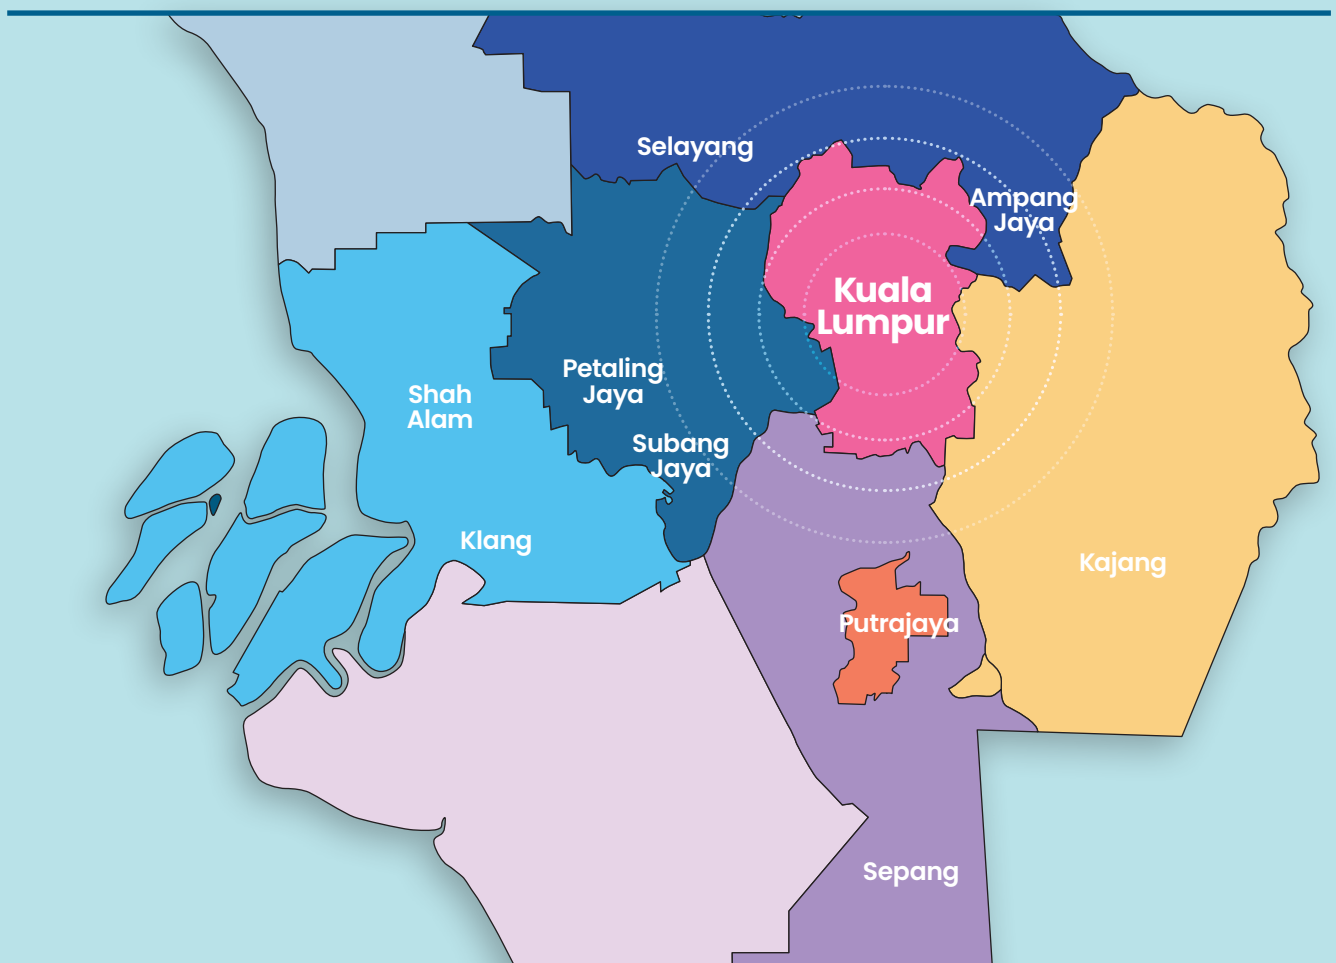 Selayang
Ampang
Jaya
Kuala
Lumpur
Petaling
Jaya
Shah
Alam
Subang
Jaya
Klang
Kajang
Putrajaya
Sepang